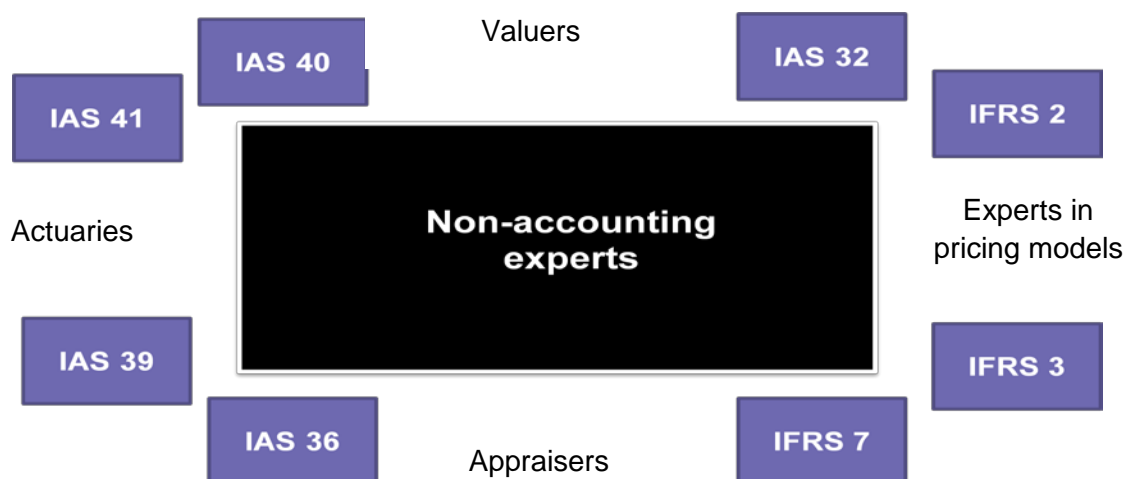 Valuers
IAS 40
IAS 32
IAS 41
IFRS 2
Non-accounting
experts
Actuaries
Experts in
pricing models
IAS 39
IFRS 3
IAS 36
IFRS 7
Appraisers